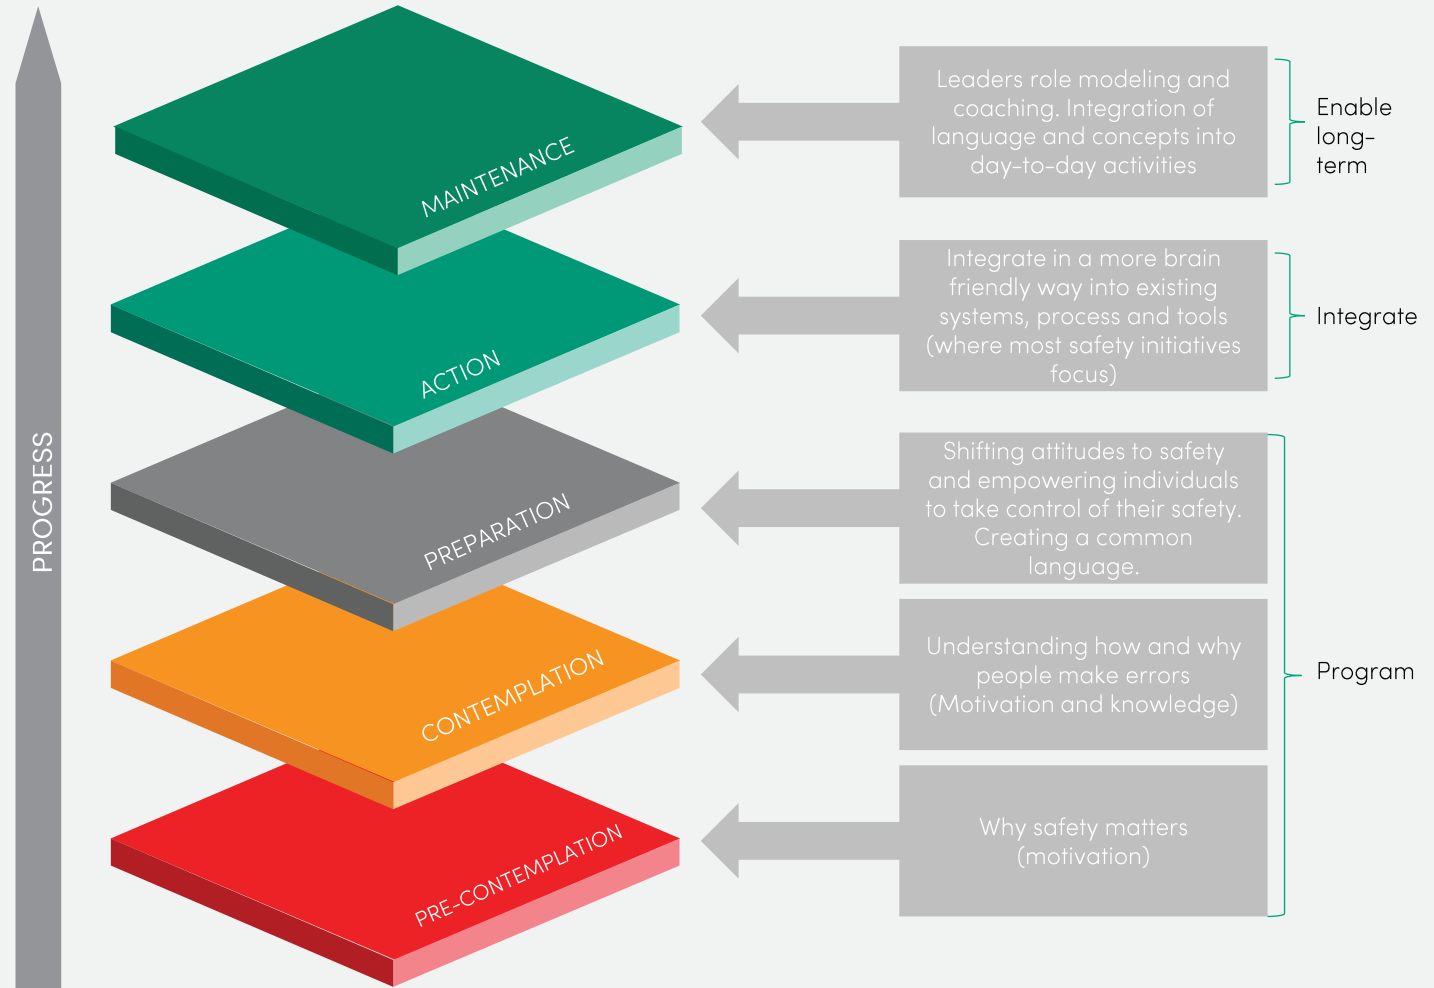 PROGRESS
MAINTENANCE
Leaders role modeling and
coaching. Integration of
language and concepts into
day-to-day activities
Enable
long-
term
ACTION
Integrate in a more brain
friendly way into existing
systems, process and tools
(where most safety initiatives
focus)
Integrate
PREPARATION
Shifting attitudes to safety
and empowering individuals
to take control of their safety.
Creating a common
language.
CONTEMPLATION
Understanding how and why
people make errors
(Motivation and knowledge)
Program
PRE-CONTEMPLATION
Why safety matters
(motivation)